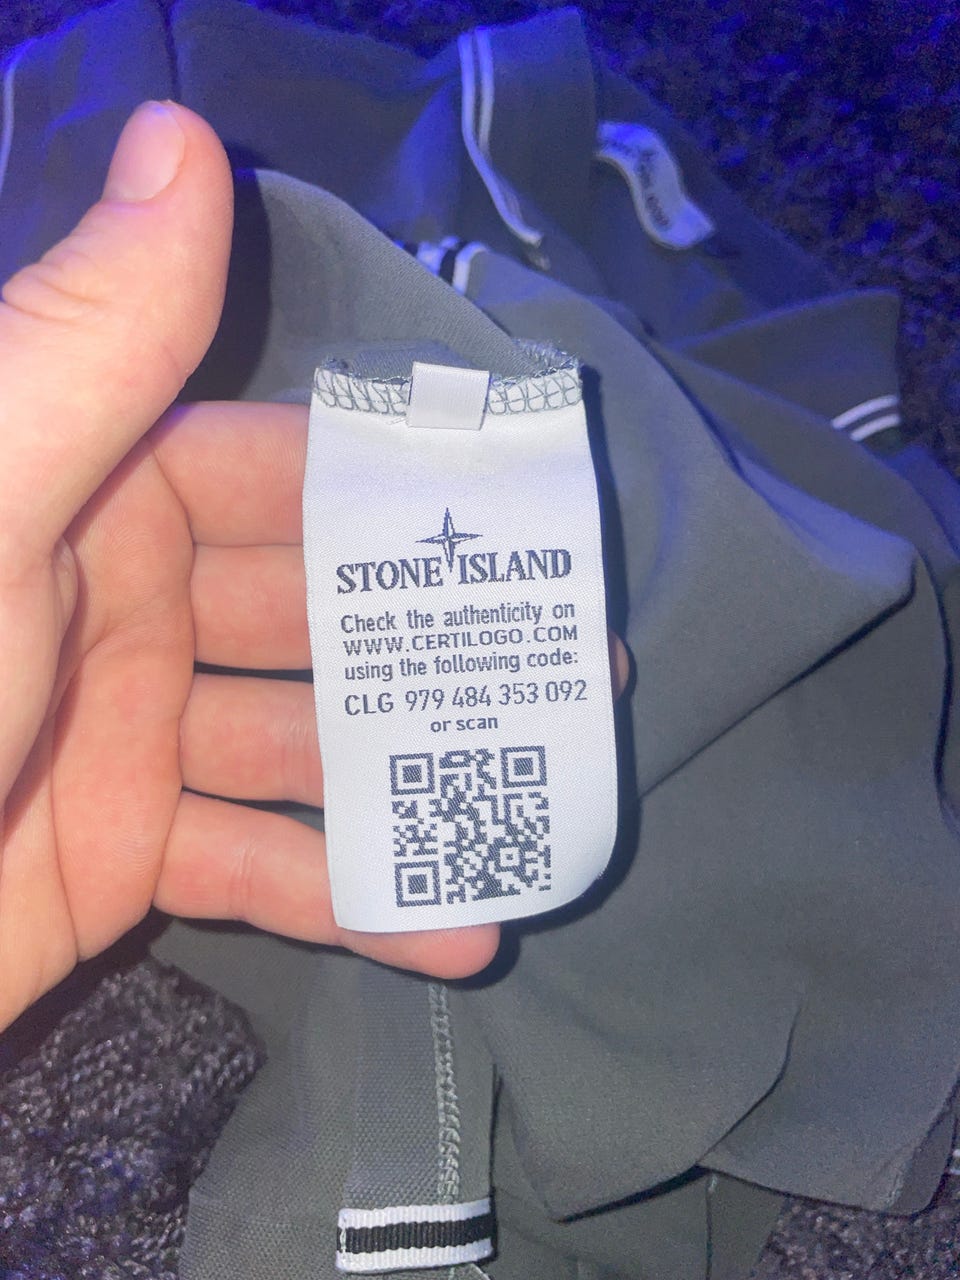 STONE ISLAND
Check the authenticity on
WWW.CERTILOGO.COM
using the following code:
CLG 979 484 353 092
or scan